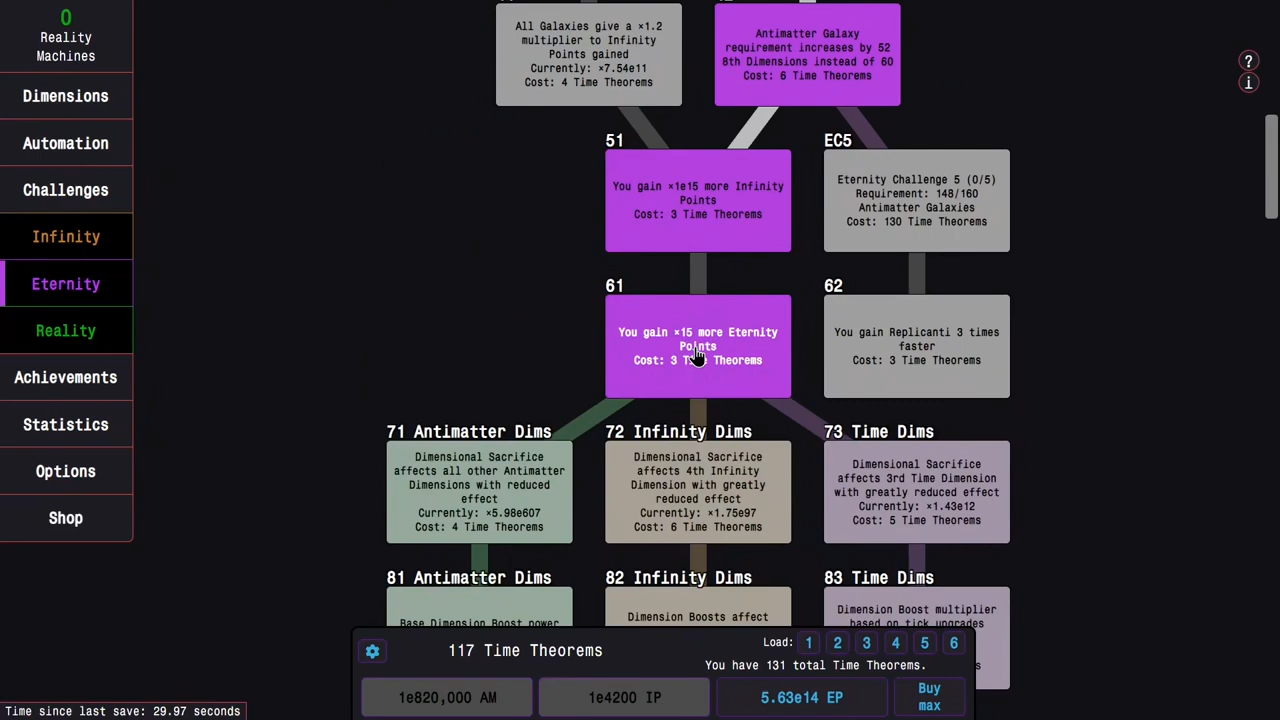 0
Reality
Machines
Dimensions
Automation
Challenges
Infinity
Eternity
Reality
Achievements
Statistics
Options
Shop
Time since last save: 29.97 seconds
?
i
All Galaxies give a ×1.2
multiplier to Infinity
Points gained
Currently: ×7.54e11
Cost: 4 Time Theorems
Antimatter Galaxy
requirement increases by 52
8th Dimensions instead of 60
Cost: 6 Time Theorems
51
You gain ×1e15 more Infinity
Points
Cost: 3 Time Theorems
EC5
Eternity Challenge 5 (0/5)
Requirement: 148/160
Antimatter Galaxies
Cost: 130 Time Theorems
61
You gain ×15 more Eternity
Points
Cost: 3 Time Theorems
62
You gain Replicanti 3 times
faster
Cost: 3 Time Theorems
71 Antimatter Dims
Dimensional Sacrifice
affects all other Antimatter
Dimensions with reduced
effect
Currently: ×5.98e607
Cost: 4 Time Theorems
72 Infinity Dims
Dimensional Sacrifice
affects 4th Infinity
Dimension with greatly
reduced effect
Currently: ×1.75e97
Cost: 6 Time Theorems
73 Time Dims
Dimensional Sacrifice
affects 3rd Time Dimension
with greatly reduced effect
Currently: ×1.43e12
Cost: 5 Time Theorems
81 Antimatter Dims
Base Dimension Boost power
82 Infinity Dims
Dimension Boosts affect
83 Time Dims
Dimension Boost multiplier
based on tick upgrades
117 Time Theorems
Load: 1 2 3 4 5 6
You have 131 total Time Theorems.
1e820,000 AM
1e4200 IP
5.63e14 EP
Buy
max